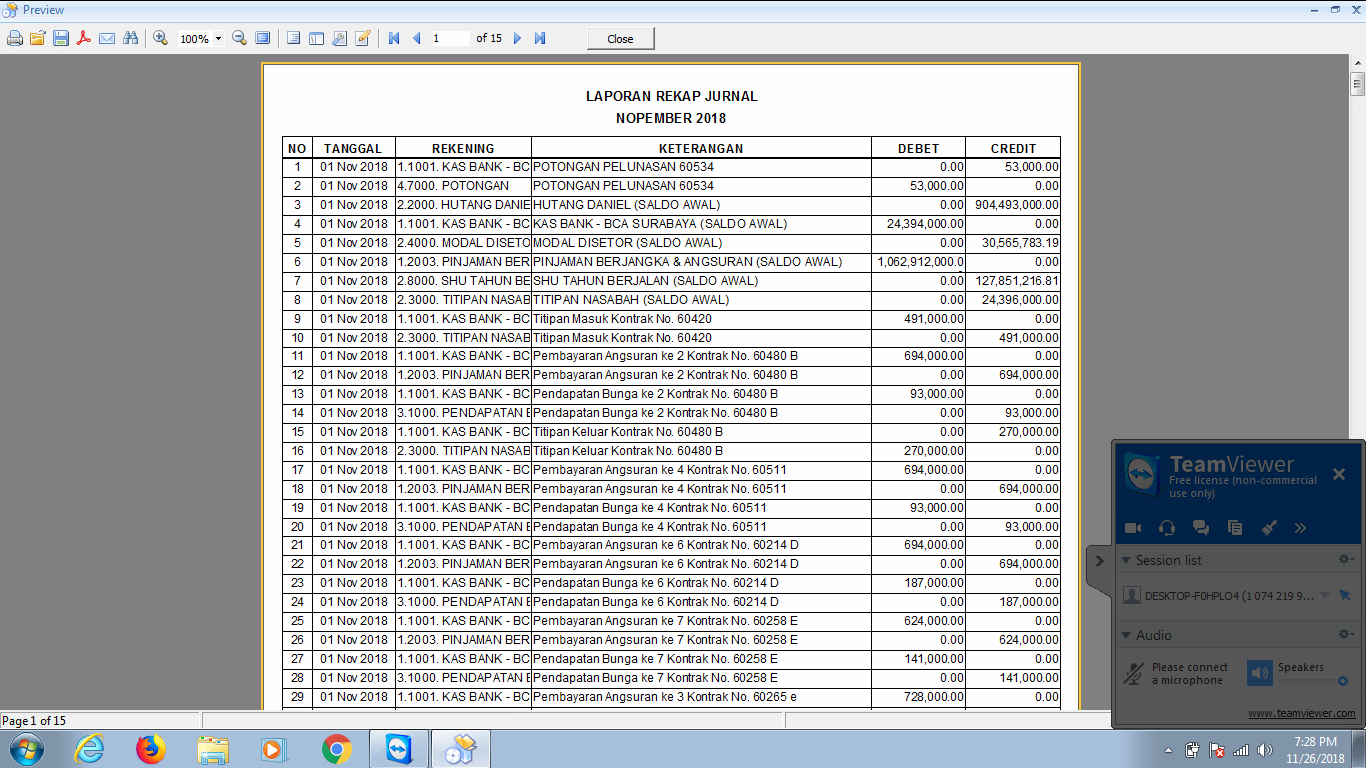 Preview
100%
1 of 15
Close
LAPORAN REKAP JURNAL
NOPEMBER 2018
NO TANGGAL REKENING KETERANGAN DEBET CREDIT
1 01 Nov 2018 1.1001. KAS BANK - BC POTONGAN PELUNASAN 60534 0.00 53,000.00
2 01 Nov 2018 4.7000. POTONGAN POTONGAN PELUNASAN 60534 53,000.00 0.00
3 01 Nov 2018 2.2000. HUTANG DANIE HUTANG DANIEL (SALDO AWAL) 0.00 904,493,000.00
4 01 Nov 2018 1.1001. KAS BANK - BC KAS BANK - BCA SURABAYA (SALDO AWAL) 24,394,000.00 0.00
5 01 Nov 2018 2.4000. MODAL DISETO MODAL DISETOR (SALDO AWAL) 0.00 30,565,783.19
6 01 Nov 2018 1.2003. PINJAMAN BER PINJAMAN BERJANGKA & ANGSURAN (SALDO AWAL) 1,062,912,000.0 0.00
7 01 Nov 2018 2.8000. SHU TAHUN BE SHU TAHUN BERJALAN (SALDO AWAL) 0.00 127,851,216.81
8 01 Nov 2018 2.3000. TITIPAN NASAB TITIPAN NASABAH (SALDO AWAL) 0.00 24,396,000.00
9 01 Nov 2018 1.1001. KAS BANK - BC Titipan Masuk Kontrak No. 60420 491,000.00 0.00
10 01 Nov 2018 2.3000. TITIPAN NASAB Titipan Masuk Kontrak No. 60420 0.00 491,000.00
11 01 Nov 2018 1.1001. KAS BANK - BC Pembayaran Angsuran ke 2 Kontrak No. 60480 B 694,000.00 0.00
12 01 Nov 2018 1.2003. PINJAMAN BER Pembayaran Angsuran ke 2 Kontrak No. 60480 B 0.00 694,000.00
13 01 Nov 2018 1.1001. KAS BANK - BC Pendapatan Bunga ke 2 Kontrak No. 60480 B 93,000.00 0.00
14 01 Nov 2018 3.1000. PENDAPATAN B Pendapatan Bunga ke 2 Kontrak No. 60480 B 0.00 93,000.00
15 01 Nov 2018 1.1001. KAS BANK - BC Titipan Keluar Kontrak No. 60480 B 0.00 270,000.00
16 01 Nov 2018 2.3000. TITIPAN NASAB Titipan Keluar Kontrak No. 60480 B 270,000.00 0.00
17 01 Nov 2018 1.1001. KAS BANK - BC Pembayaran Angsuran ke 4 Kontrak No. 60511 694,000.00 0.00
18 01 Nov 2018 1.2003. PINJAMAN BER Pembayaran Angsuran ke 4 Kontrak No. 60511 0.00 694,000.00
19 01 Nov 2018 1.1001. KAS BANK - BC Pendapatan Bunga ke 4 Kontrak No. 60511 93,000.00 0.00
20 01 Nov 2018 3.1000. PENDAPATAN B Pendapatan Bunga ke 4 Kontrak No. 60511 0.00 93,000.00
21 01 Nov 2018 1.1001. KAS BANK - BC Pembayaran Angsuran ke 6 Kontrak No. 60214 D 694,000.00 0.00
22 01 Nov 2018 1.2003. PINJAMAN BER Pembayaran Angsuran ke 6 Kontrak No. 60214 D 0.00 694,000.00
23 01 Nov 2018 1.1001. KAS BANK - BC Pendapatan Bunga ke 6 Kontrak No. 60214 D 187,000.00 0.00
24 01 Nov 2018 3.1000. PENDAPATAN B Pendapatan Bunga ke 6 Kontrak No. 60214 D 0.00 187,000.00
25 01 Nov 2018 1.1001. KAS BANK - BC Pembayaran Angsuran ke 7 Kontrak No. 60258 E 624,000.00 0.00
26 01 Nov 2018 1.2003. PINJAMAN BER Pembayaran Angsuran ke 7 Kontrak No. 60258 E 0.00 624,000.00
27 01 Nov 2018 1.1001. KAS BANK - BC Pendapatan Bunga ke 7 Kontrak No. 60258 E 141,000.00 0.00
28 01 Nov 2018 3.1000. PENDAPATAN B Pendapatan Bunga ke 7 Kontrak No. 60258 E 0.00 141,000.00
29 01 Nov 2018 1.1001. KAS BANK - BC Pembayaran Angsuran ke 3 Kontrak No. 60265 e 728,000.00 0.00
TeamViewer
Free license (non-commercial
use only)
Session list
DESKTOP-F0HPLO4 (1 074 219 9...
Audio
Please connect
a microphone
Speakers
www.teamviewer.com
Page 1 of 15
7:28 PM
11/26/2018